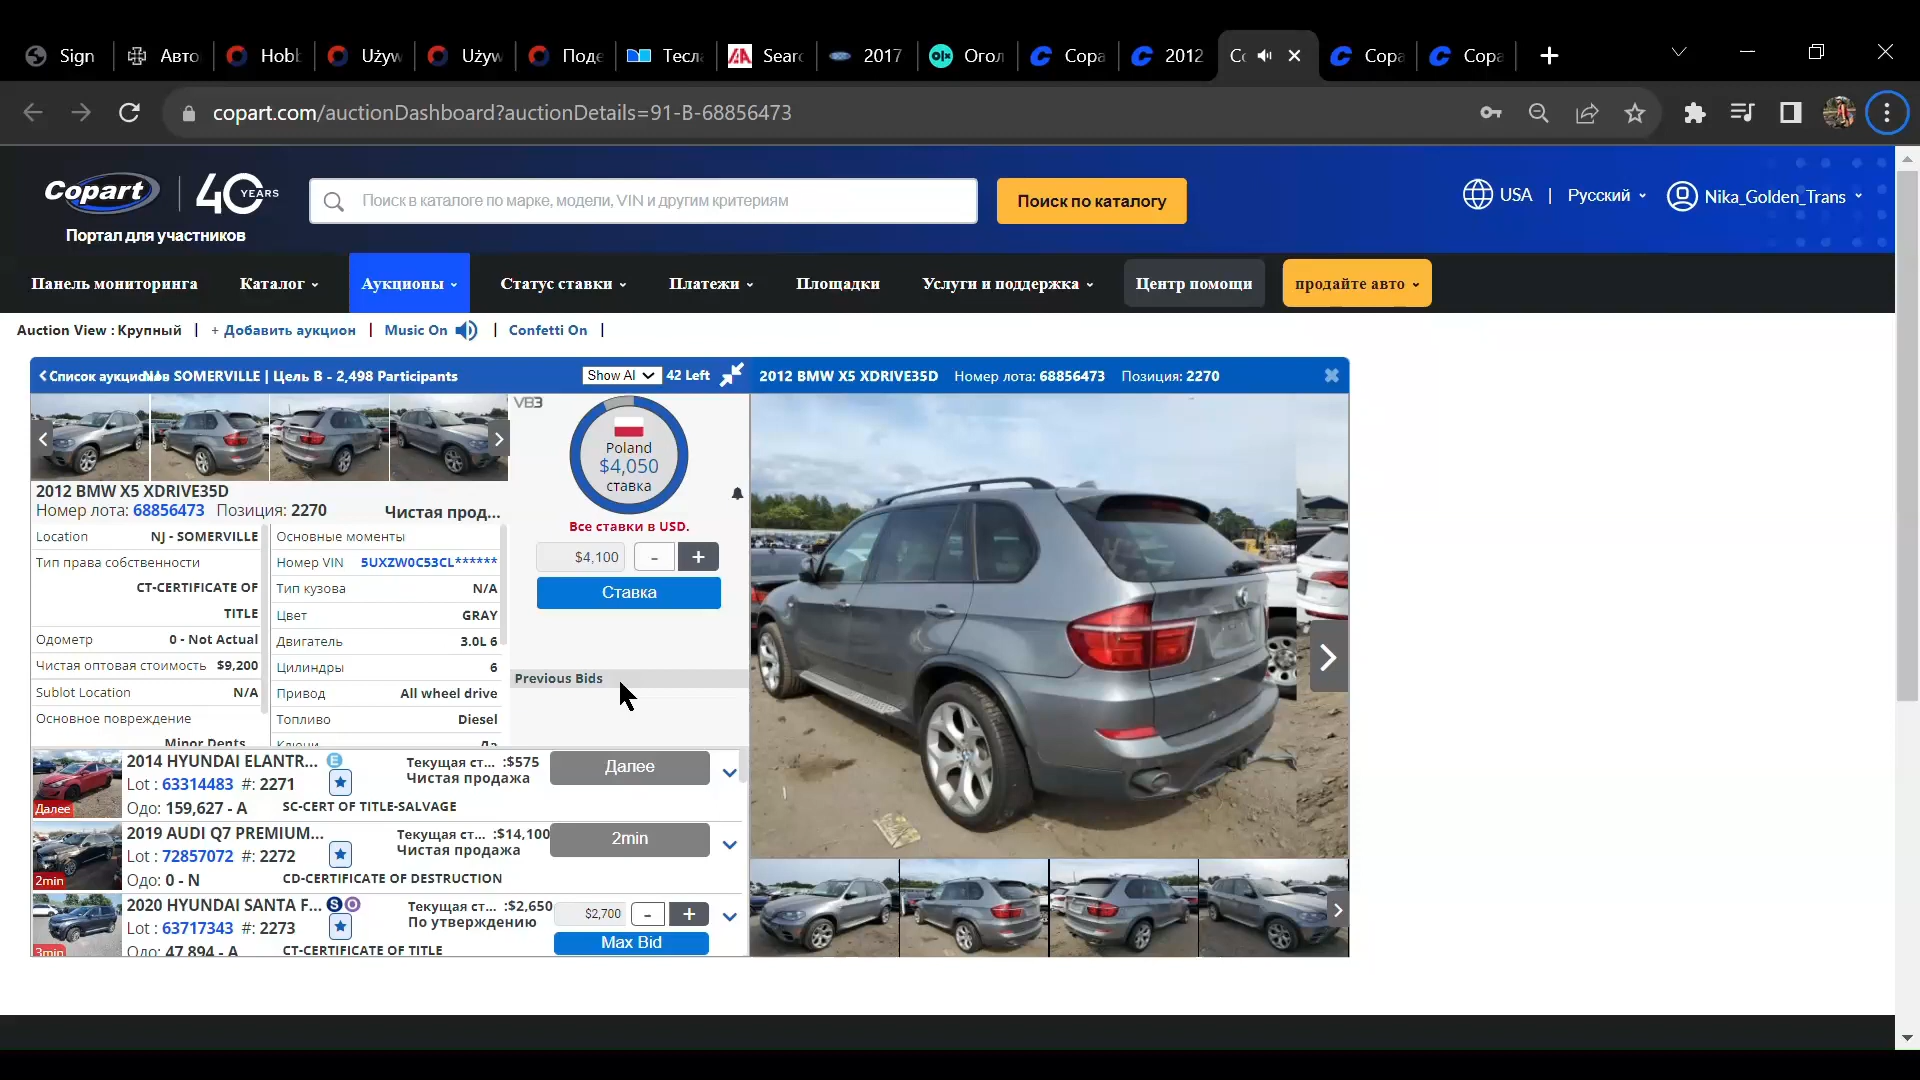 Sign
Авто
Hobb
Używ
Używ
Поде
Тесла
Searc
2017
Огол
Copa
2012
Co
Copa
Copa
copart.com/auctionDashboard?auctionDetails=91-B-68856473
Copart
40 YEARS
Портал для участников
Поиск в каталоге по марке, модели, VIN и другим критериям
Поиск по каталогу
USA | Русский
Nika_Golden_Trans
Панель мониторинга
Каталог
Аукционы
Статус ставки
Платежи
Площадки
Услуги и поддержка
Центр помощи
продайте авто
Auction View : Крупный | + Добавить аукцион | Music On | Confetti On |
Список аукционов SOMERVILLE | Цель B - 2,498 Participants
Show Al
42 Left
2012 BMW X5 XDRIVE35D Номер лота: 68856473 Позиция: 2270
VB3
Poland
$4,050
ставка
Все ставки в USD.
$4,100
-
+
Ставка
Previous Bids
2012 BMW X5 XDRIVE35D
Номер лота: 68856473 Позиция: 2270
Чистая прод...
Location NJ - SOMERVILLE
Тип права собственности
CT-CERTIFICATE OF
TITLE
Одометр 0 - Not Actual
Чистая оптовая стоимость $9,200
Sublot Location N/A
Основное повреждение
Minor Dents
Основные моменты
Номер VIN 5UXZW0C53CL******
Тип кузова N/A
Цвет GRAY
Двигатель 3.0L 6
Цилиндры 6
Привод All wheel drive
Топливо Diesel
Ключи Да
2014 HYUNDAI ELANTR... E
Lot : 63314483 #: 2271
Одо: 159,627 - A SC-CERT OF TITLE-SALVAGE
Текущая ст... :$575
Чистая продажа
Далее
Далее
2019 AUDI Q7 PREMIUM...
Lot : 72857072 #: 2272
Одо: 0 - N CD-CERTIFICATE OF DESTRUCTION
Текущая ст... :$14,100
Чистая продажа
2min
2min
2020 HYUNDAI SANTA F... S O
Lot : 63717343 #: 2273
Одо: 47,894 - A CT-CERTIFICATE OF TITLE
Текущая ст... :$2,650
По утверждению
$2,700
-
+
Max Bid
3min